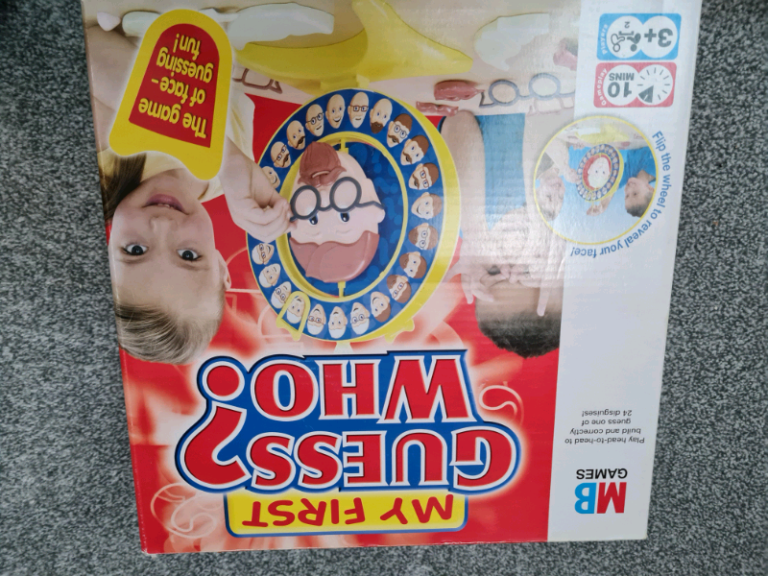 MY FIRST
GUESS
WHO?
MB
GAMES
Play head-to-head to
build and correctly
guess one of
24 disguises!
Flip the wheel to reveal your face!
The game
of face-
guessing
fun!
10
MINS
3+
2